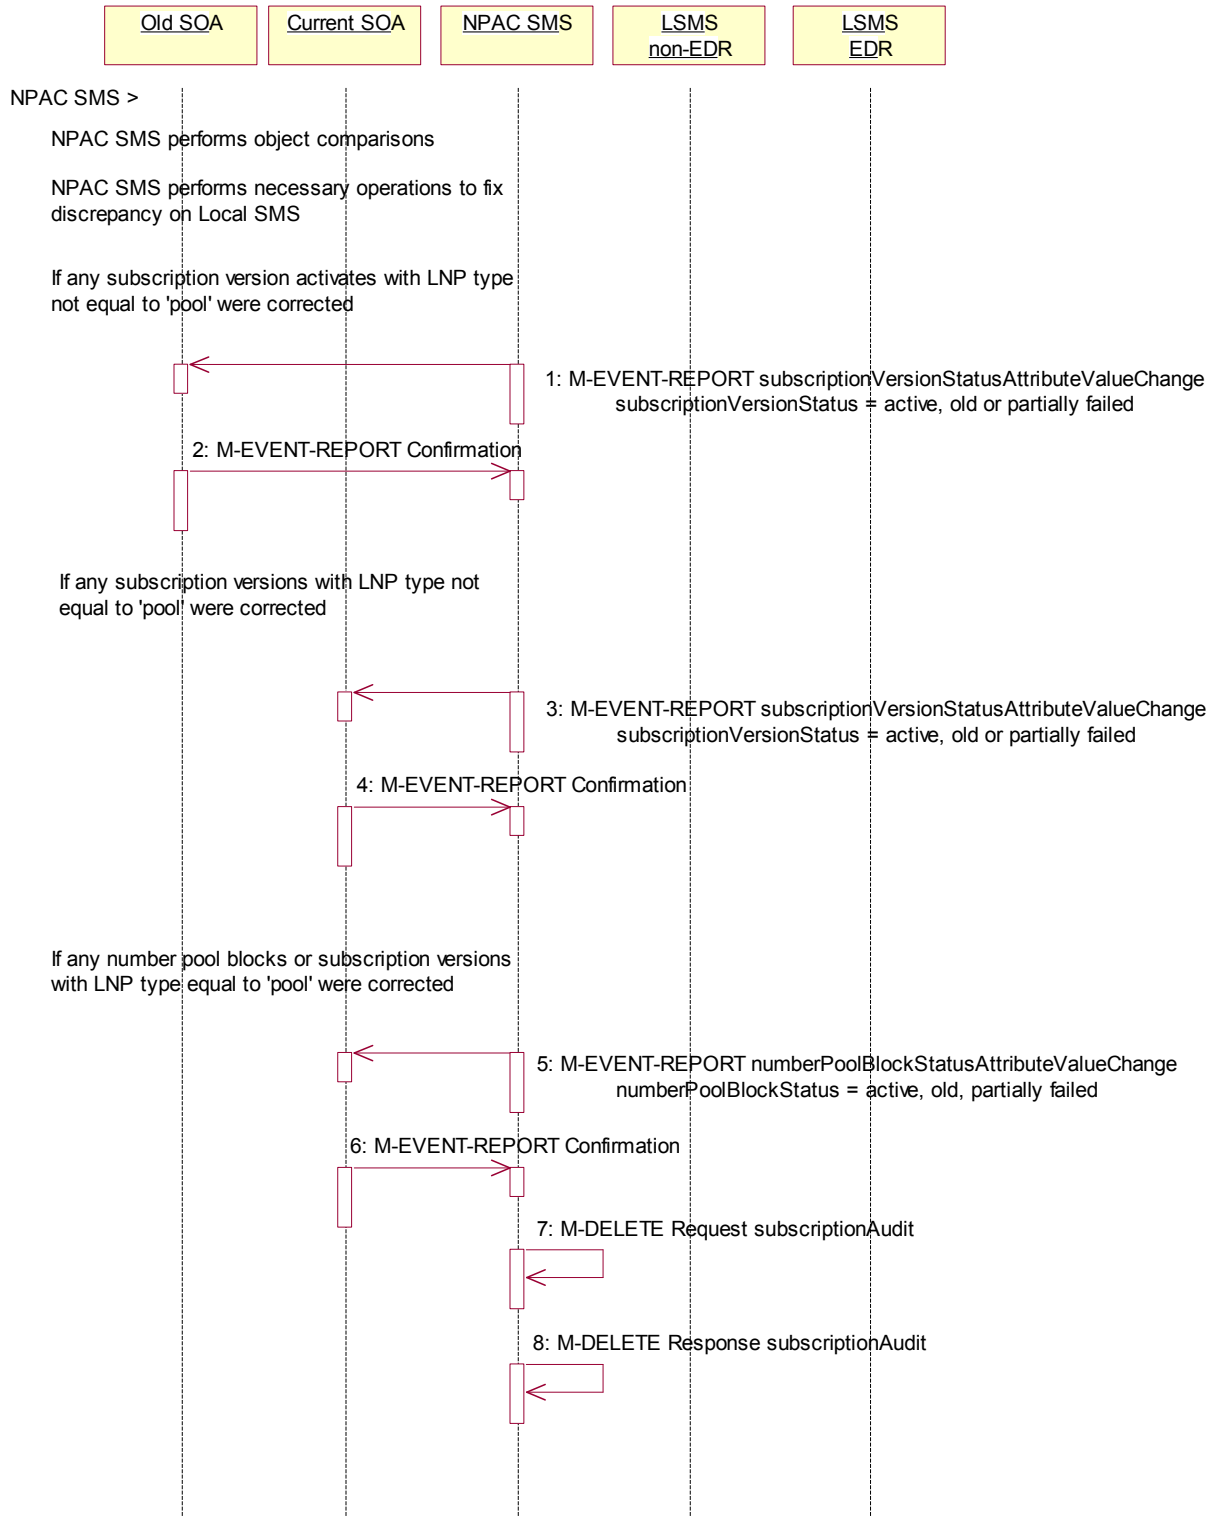 Old SOA
Current SOA
NPAC SMS
LSMS
non-EDR
LSMS
EDR
NPAC SMS >
NPAC SMS performs object comparisons
NPAC SMS performs necessary operations to fix
discrepancy on Local SMS
If any subscription version activates with LNP type
not equal to 'pool' were corrected
1: M-EVENT-REPORT subscriptionVersionStatusAttributeValueChange
subscriptionVersionStatus = active, old or partially failed
2: M-EVENT-REPORT Confirmation
If any subscription versions with LNP type not
equal to 'pool' were corrected
3: M-EVENT-REPORT subscriptionVersionStatusAttributeValueChange
subscriptionVersionStatus = active, old or partially failed
4: M-EVENT-REPORT Confirmation
If any number pool blocks or subscription versions
with LNP type equal to 'pool' were corrected
5: M-EVENT-REPORT numberPoolBlockStatusAttributeValueChange
numberPoolBlockStatus = active, old, partially failed
6: M-EVENT-REPORT Confirmation
7: M-DELETE Request subscriptionAudit
8: M-DELETE Response subscriptionAudit